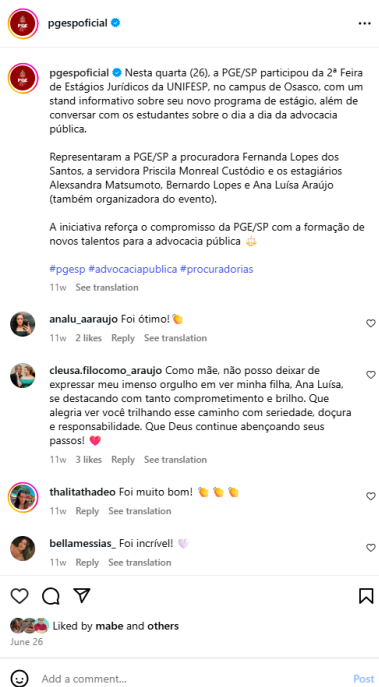 pgespoficial
pgespoficial Nesta quarta (26), a PGE/SP participou da 2ª Feira
de Estágios Jurídicos da UNIFESP, no campus de Osasco, com
um stand informativo sobre seu novo programa de estágio, além de
conversar com os estudantes sobre o dia a dia da advocacia
pública.
Representaram a PGE/SP a procuradora Fernanda Lopes dos
Santos, a servidora Priscila Monreal Custódio e os estagiários
Alexsandra Matsumoto, Bernardo Lopes e Ana Luísa Araújo
(também organizadora do evento).
A iniciativa reforça o compromisso da PGE/SP com a formação de
novos talentos para a advocacia pública
#pgesp #advocaciapublica #procuradorias
11w See translation
analu_aaraujo Foi ótimo! 👏
11w 2 likes Reply See translation
cleusa.filocomo_araujo Como mãe, não posso deixar de
expressar meu imenso orgulho em ver minha filha, Ana Luísa,
se destacando com tanto comprometimento e brilho. Que
alegria ver você trilhando esse caminho com seriedade, doçura
e responsabilidade. Que Deus continue abençoando seus
passos! ❤️
11w 3 likes Reply See translation
thalitathadeo Foi muito bom! 👏 👏 👏
11w Reply See translation
bellamessias_ Foi incrível! 🤍
11w Reply See translation
Liked by mabe and others
June 26
Add a comment... Post